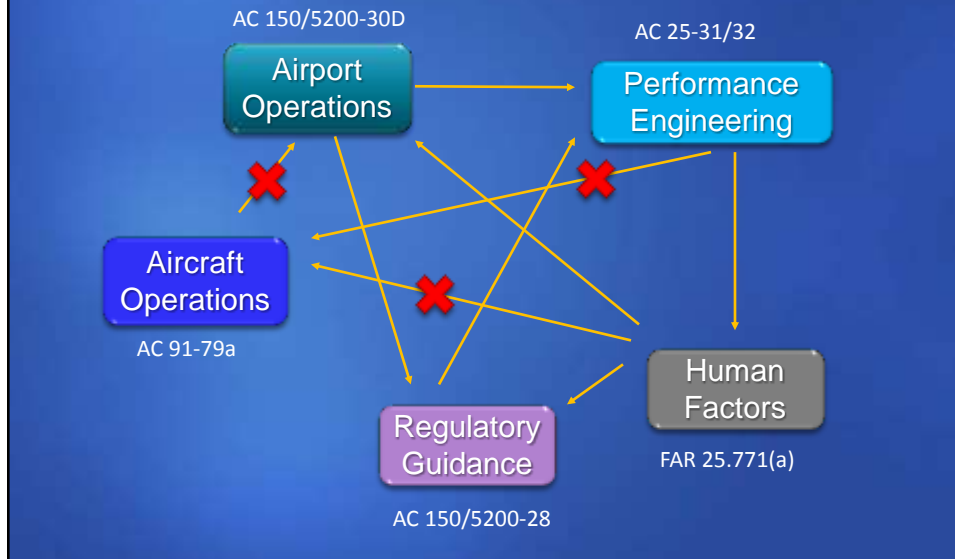 AC 150/5200-30D
Airport
Operations
AC 25-31/32
Performance
Engineering
Aircraft
Operations
AC 91-79a
Human
Factors
FAR 25.771(a)
Regulatory
Guidance
AC 150/5200-28